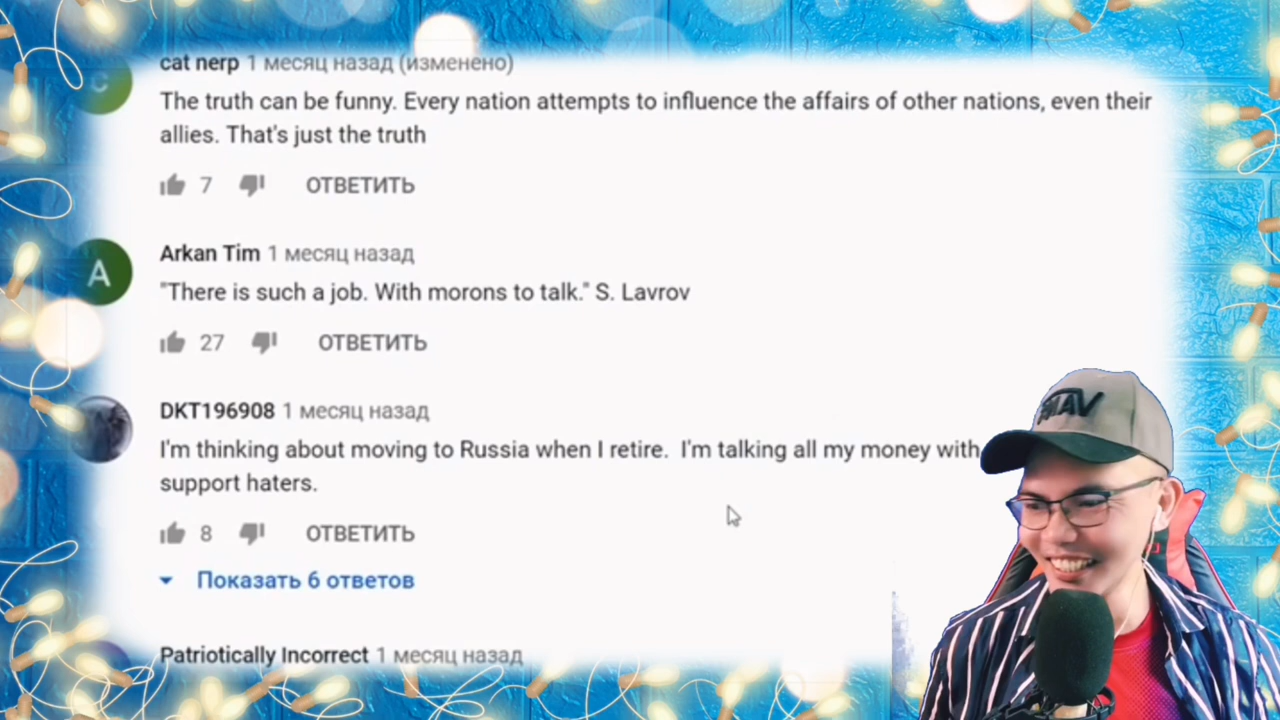 cat nerp 1 месяц назад (изменено)
The truth can be funny. Every nation attempts to influence the affairs of other nations, even their
allies. That's just the truth
7 ОТВЕТИТЬ
A
Arkan Tim 1 месяц назад
"There is such a job. With morons to talk." S. Lavrov
27 ОТВЕТИТЬ
DKT196908 1 месяц назад
I'm thinking about moving to Russia when I retire. I'm talking all my money with
support haters.
8 ОТВЕТИТЬ
Показать 6 ответов
Patriotically Incorrect 1 месяц назад